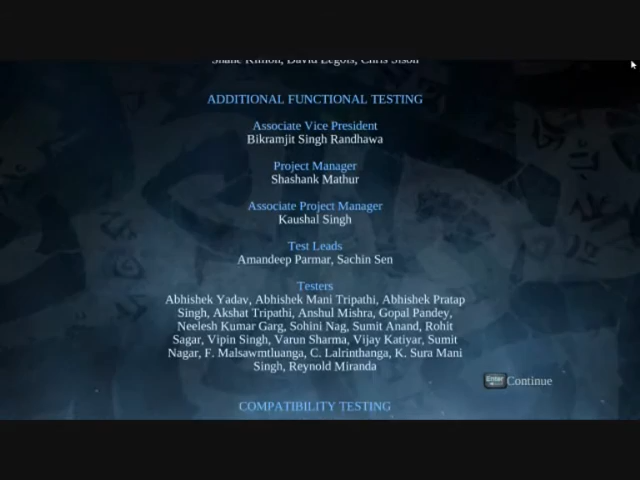 ADDITIONAL FUNCTIONAL TESTING
Associate Vice President
Bikramjit Singh Randhawa
Project Manager
Shashank Mathur
Associate Project Manager
Kaushal Singh
Test Leads
Amandeep Parmar, Sachin Sen
Testers
Abhishek Yadav, Abhishek Mani Tripathi, Abhishek Pratap
Singh, Akshat Tripathi, Anshul Mishra, Gopal Pandey,
Neelesh Kumar Garg, Sohini Nag, Sumit Anand, Rohit
Sagar, Vipin Singh, Varun Sharma, Vijay Katiyar, Sumit
Nagar, F. Malsawmtluanga, C. Lalrinthanga, K. Sura Mani
Singh, Reynold Miranda
Enter Continue
COMPATIBILITY TESTING